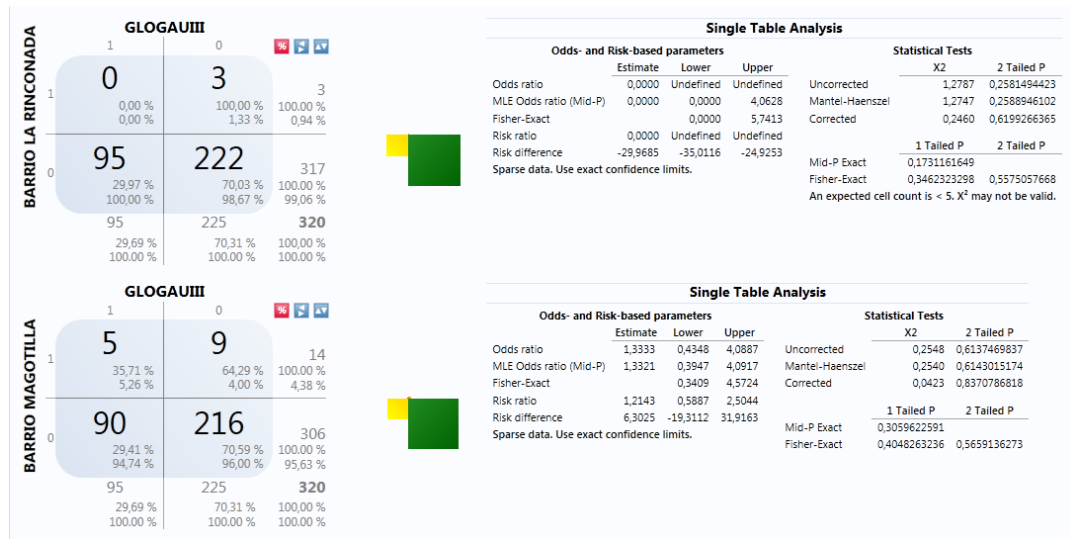 GLOGAUIII
1 0 %
BARRIO LA RINCONADA
1 0 3 3
0,00 % 100,00 % 100.00 %
0,00 % 1,33 % 0,94 %
0 95 222 317
29,97 % 70,03 % 100.00 %
100,00 % 98,67 % 99,06 %
95 225 320
29,69 % 70,31 % 100,00 %
100.00 % 100.00 % 100.00 %
Single Table Analysis
Odds- and Risk-based parameters
Estimate Lower Upper
Odds ratio 0,0000 Undefined Undefined
MLE Odds ratio (Mid-P) 0,0000 0,0000 4,0628
Fisher-Exact 0,0000 5,7413
Risk ratio 0,0000 Undefined Undefined
Risk difference -29,9685 -35,0116 -24,9253
Sparse data. Use exact confidence limits.
Statistical Tests
X2 2 Tailed P
Uncorrected 1,2787 0,2581494423
Mantel-Haenszel 1,2747 0,2588946102
Corrected 0,2460 0,6199266365
1 Tailed P 2 Tailed P
Mid-P Exact 0,1731161649
Fisher-Exact 0,3462323298 0,5575057668
An expected cell count is < 5. X² may not be valid.
GLOGAUIII
1 0 %
BARRIO MAGOTILLA
1 5 9 14
35,71 % 64,29 % 100.00 %
5,26 % 4,00 % 4,38 %
0 90 216 306
29,41 % 70,59 % 100.00 %
94,74 % 96,00 % 95,63 %
95 225 320
29,69 % 70,31 % 100,00 %
100.00 % 100.00 % 100.00 %
Single Table Analysis
Odds- and Risk-based parameters
Estimate Lower Upper
Odds ratio 1,3333 0,4348 4,0887
MLE Odds ratio (Mid-P) 1,3321 0,3947 4,0917
Fisher-Exact 0,3409 4,5724
Risk ratio 1,2143 0,5887 2,5044
Risk difference 6,3025 -19,3112 31,9163
Sparse data. Use exact confidence limits.
Statistical Tests
X2 2 Tailed P
Uncorrected 0,2548 0,6137469837
Mantel-Haenszel 0,2540 0,6143015174
Corrected 0,0423 0,8370786818
1 Tailed P 2 Tailed P
Mid-P Exact 0,3059622591
Fisher-Exact 0,4048263236 0,5659136273